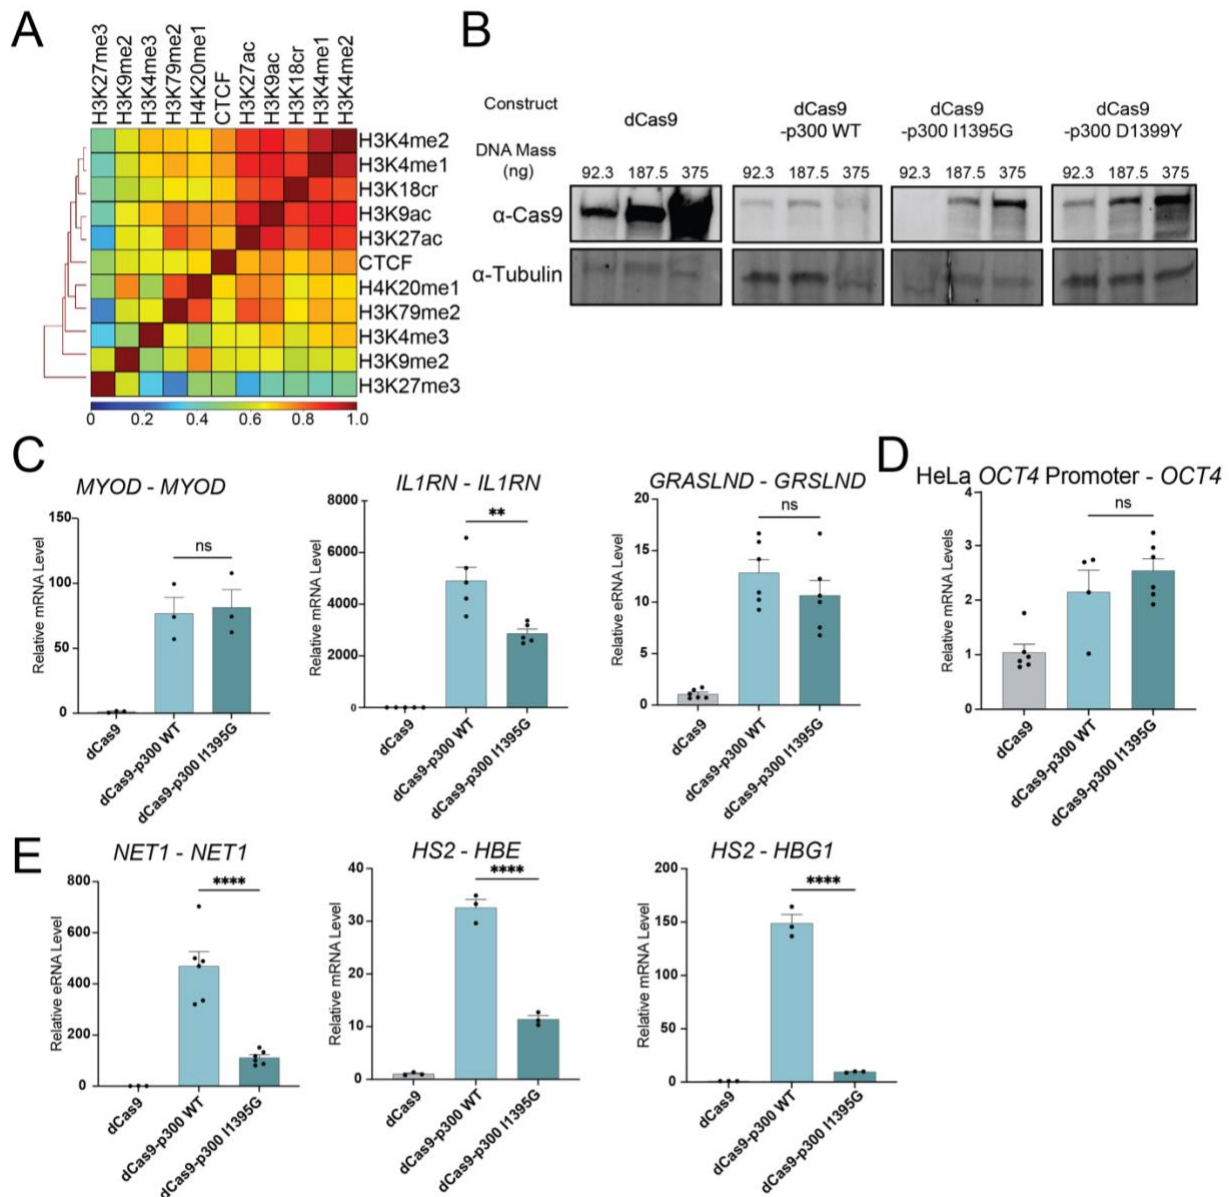 A
H3K27me3
H3K9me2
H3K4me3
H3K79me2
H4K20me1
CTCF
H3K27ac
H3K9ac
H3K18cr
H3K4me1
H3K4me2
H3K4me2
H3K4me1
H3K18cr
H3K9ac
H3K27ac
CTCF
H4K20me1
H3K79me2
H3K4me3
H3K9me2
H3K27me3
0 0.2 0.4 0.6 0.8 1.0
B
Construct
dCas9
dCas9
-p300 WT
dCas9
-p300 I1395G
dCas9
-p300 D1399Y
DNA Mass
(ng)
92.3 187.5 375
92.3 187.5 375
92.3 187.5 375
92.3 187.5 375
α-Cas9
α-Tubulin
C
MYOD - MYOD
Relative mRNA Level
150
100
50
0
ns
dCas9
dCas9-p300 WT
dCas9-p300 I1395G
IL1RN - IL1RN
Relative mRNA Level
8000
6000
4000
2000
0
**
dCas9
dCas9-p300 WT
dCas9-p300 I1395G
GRASLND - GRSLND
Relative eRNA Level
20
15
10
5
0
ns
dCas9
dCas9-p300 WT
dCas9-p300 I1395G
D
HeLa OCT4 Promoter - OCT4
Relative mRNA Levels
4
3
2
1
0
ns
dCas9
dCas9-p300 WT
dCas9-p300 I1395G
E
NET1 - NET1
Relative eRNA Level
800
600
400
200
0
****
dCas9
dCas9-p300 WT
dCas9-p300 I1395G
HS2 - HBE
Relative mRNA Level
40
30
20
10
0
****
dCas9
dCas9-p300 WT
dCas9-p300 I1395G
HS2 - HBG1
Relative mRNA Level
200
150
100
50
0
****
dCas9
dCas9-p300 WT
dCas9-p300 I1395G